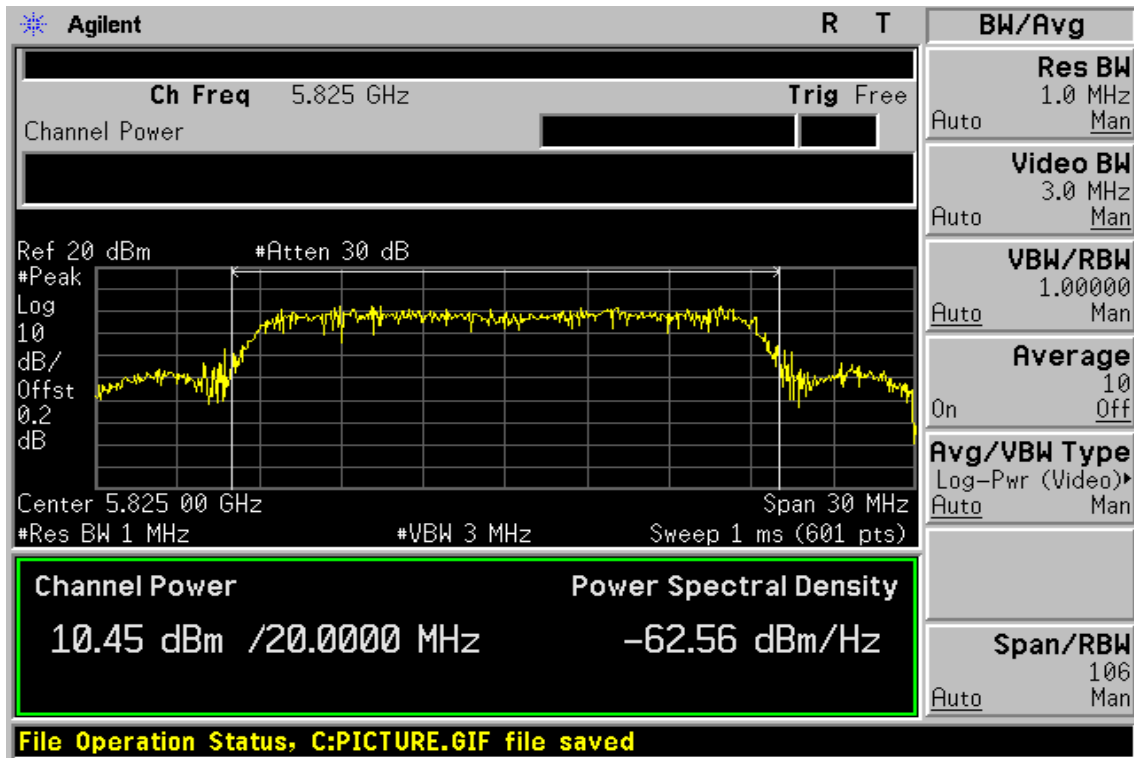 Agilent R T
Ch Freq 5.825 GHz Trig Free
Channel Power
Ref 20 dBm #Atten 30 dB
#Peak
Log
10
dB/
Offst
0.2
dB
Center 5.825 00 GHz Span 30 MHz
#Res BW 1 MHz #VBW 3 MHz Sweep 1 ms (601 pts)
Channel Power Power Spectral Density
10.45 dBm /20.0000 MHz -62.56 dBm/Hz
File Operation Status, C:PICTURE.GIF file saved
BW/Avg
Res BW
1.0 MHz
Auto Man
Video BW
3.0 MHz
Auto Man
VBW/RBW
1.00000
Auto Man
Average
10
On Off
Avg/VBW Type
Log-Pwr (Video)
Auto Man
Span/RBW
106
Auto Man